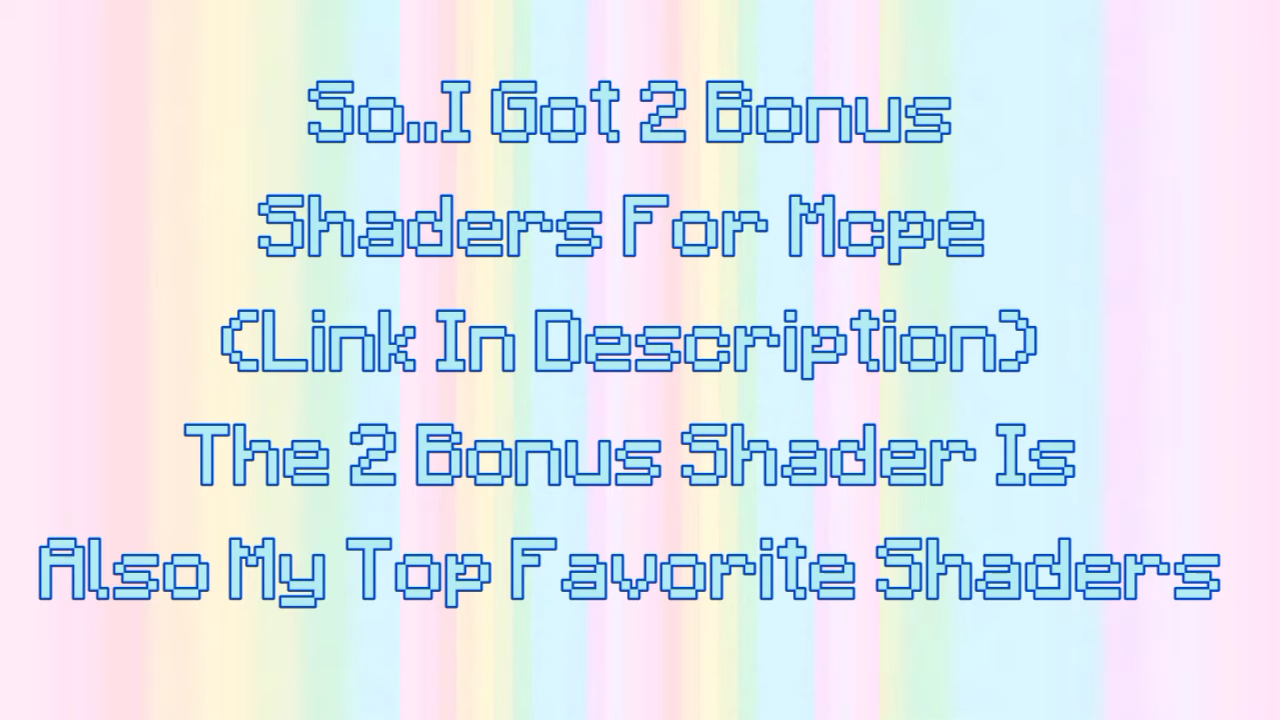 So..I Got 2 Bonus
Shaders For Mcpe
(Link In Description)
The 2 Bonus Shader Is
Also My Top Favorite Shaders